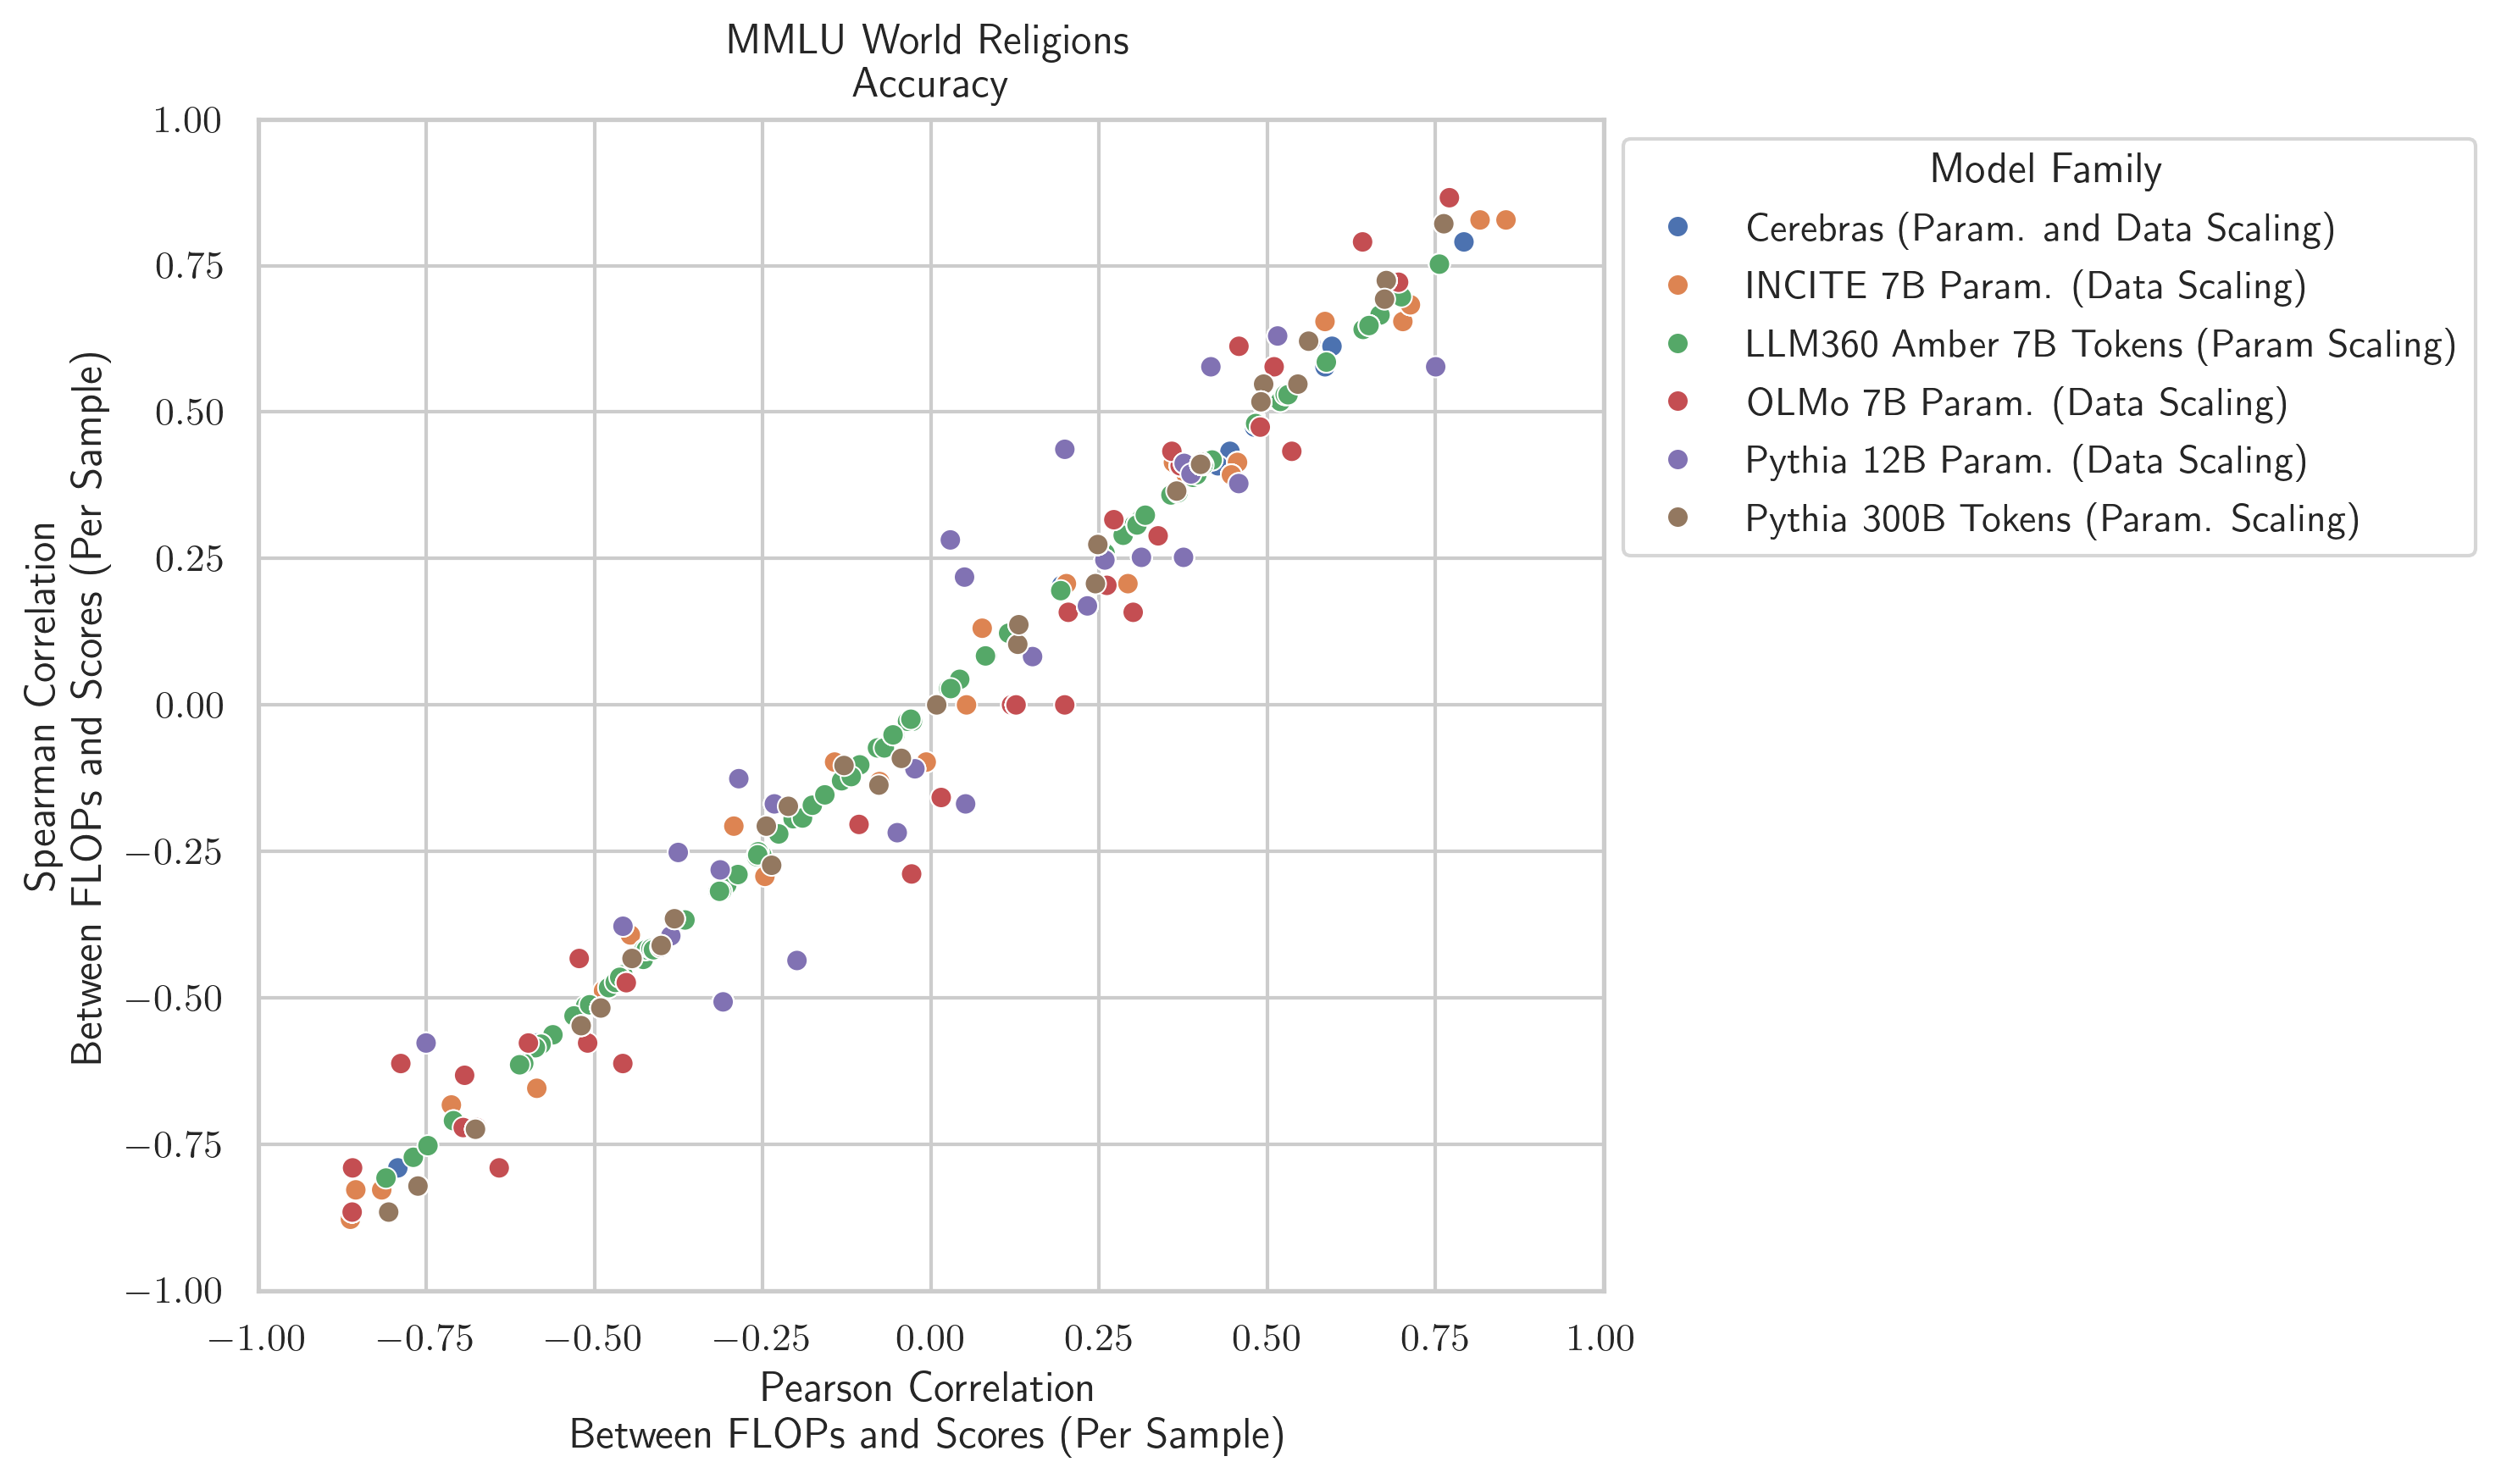 MMLU World Religions
Accuracy
1.00
0.75
0.50
0.25
0.00
−0.25
−0.50
−0.75
−1.00
Spearman Correlation
Between FLOPs and Scores (Per Sample)
−1.00
−0.75
−0.50
−0.25
0.00
0.25
0.50
0.75
1.00
Pearson Correlation
Between FLOPs and Scores (Per Sample)
Model Family
Cerebras (Param. and Data Scaling)
INCITE 7B Param. (Data Scaling)
LLM360 Amber 7B Tokens (Param Scaling)
OLMo 7B Param. (Data Scaling)
Pythia 12B Param. (Data Scaling)
Pythia 300B Tokens (Param. Scaling)